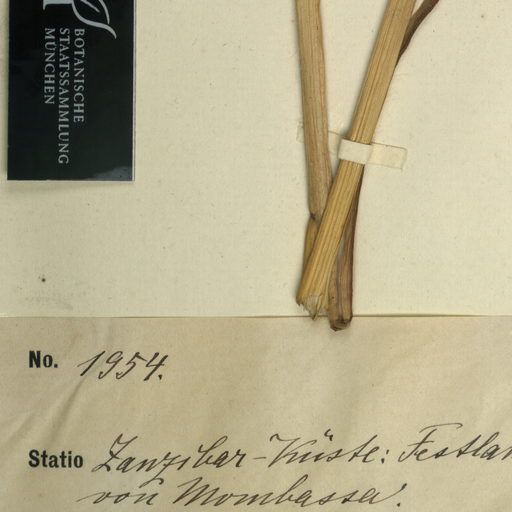 BOTANISCHE
STAATSSAMMLUNG
MÜNCHEN
No. 1954.
Statio Zanzibar-Küste: Festlan
von Mombassa.